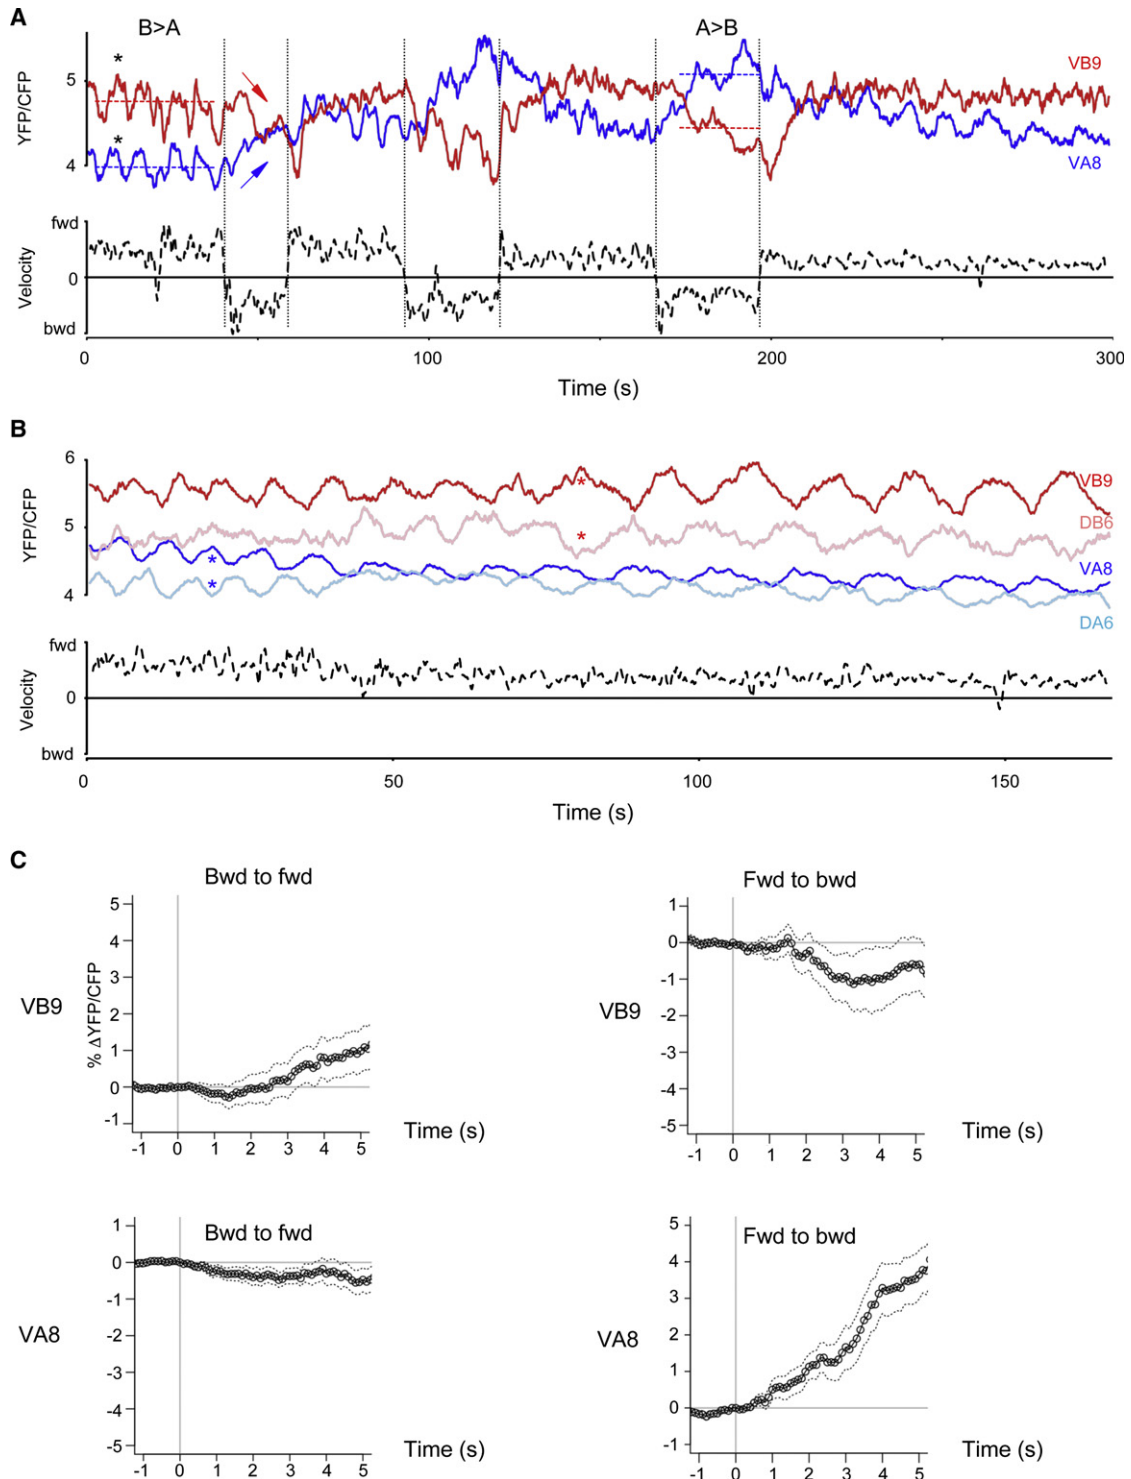 A
B>A
A>B
*
*
YFP/CFP
5
4
VB9
VA8
fwd
Velocity
0
bwd
0
100
200
300
Time (s)
B
6
YFP/CFP
5
4
*
*
*
*
VB9
DB6
VA8
DA6
fwd
Velocity
0
bwd
0
50
100
150
Time (s)
C
Bwd to fwd
VB9
% ΔYFP/CFP
5
4
3
2
1
0
-1
-1 0 1 2 3 4 5
Time (s)
Fwd to bwd
VB9
1
0
-1
-2
-3
-4
-5
-1 0 1 2 3 4 5
Time (s)
Bwd to fwd
VA8
1
0
-1
-2
-3
-4
-5
-1 0 1 2 3 4 5
Time (s)
Fwd to bwd
VA8
5
4
3
2
1
0
-1
-1 0 1 2 3 4 5
Time (s)